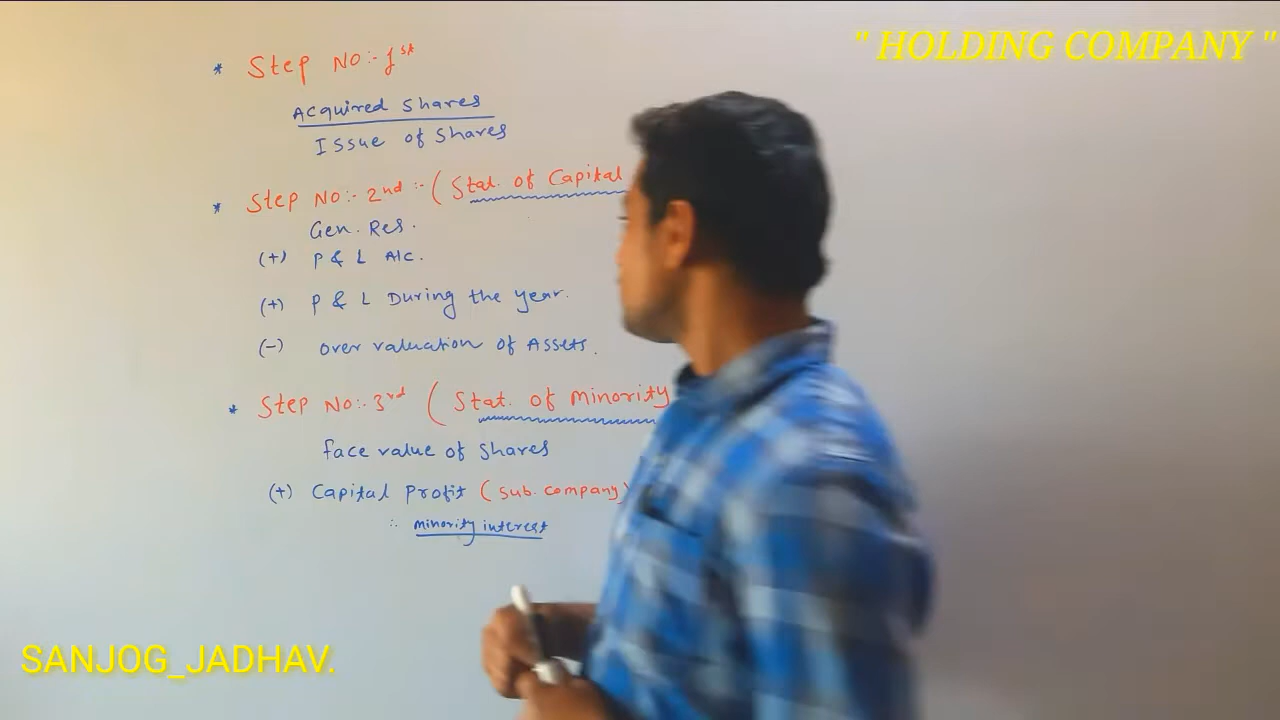 " HOLDING COMPANY "
* Step No:- 1st
Acquired Shares
Issue of Shares
* Step No:- 2nd :- ( Stat. of Capital
Gen. Res.
(+) P & L A/c.
(+) P & L During the year.
(-) over valuation of Assets.
* Step No:- 3rd ( Stat. of minority
face value of shares
(+) Capital Profit ( sub. company)
∴ minority interest
SANJOG_JADHAV.